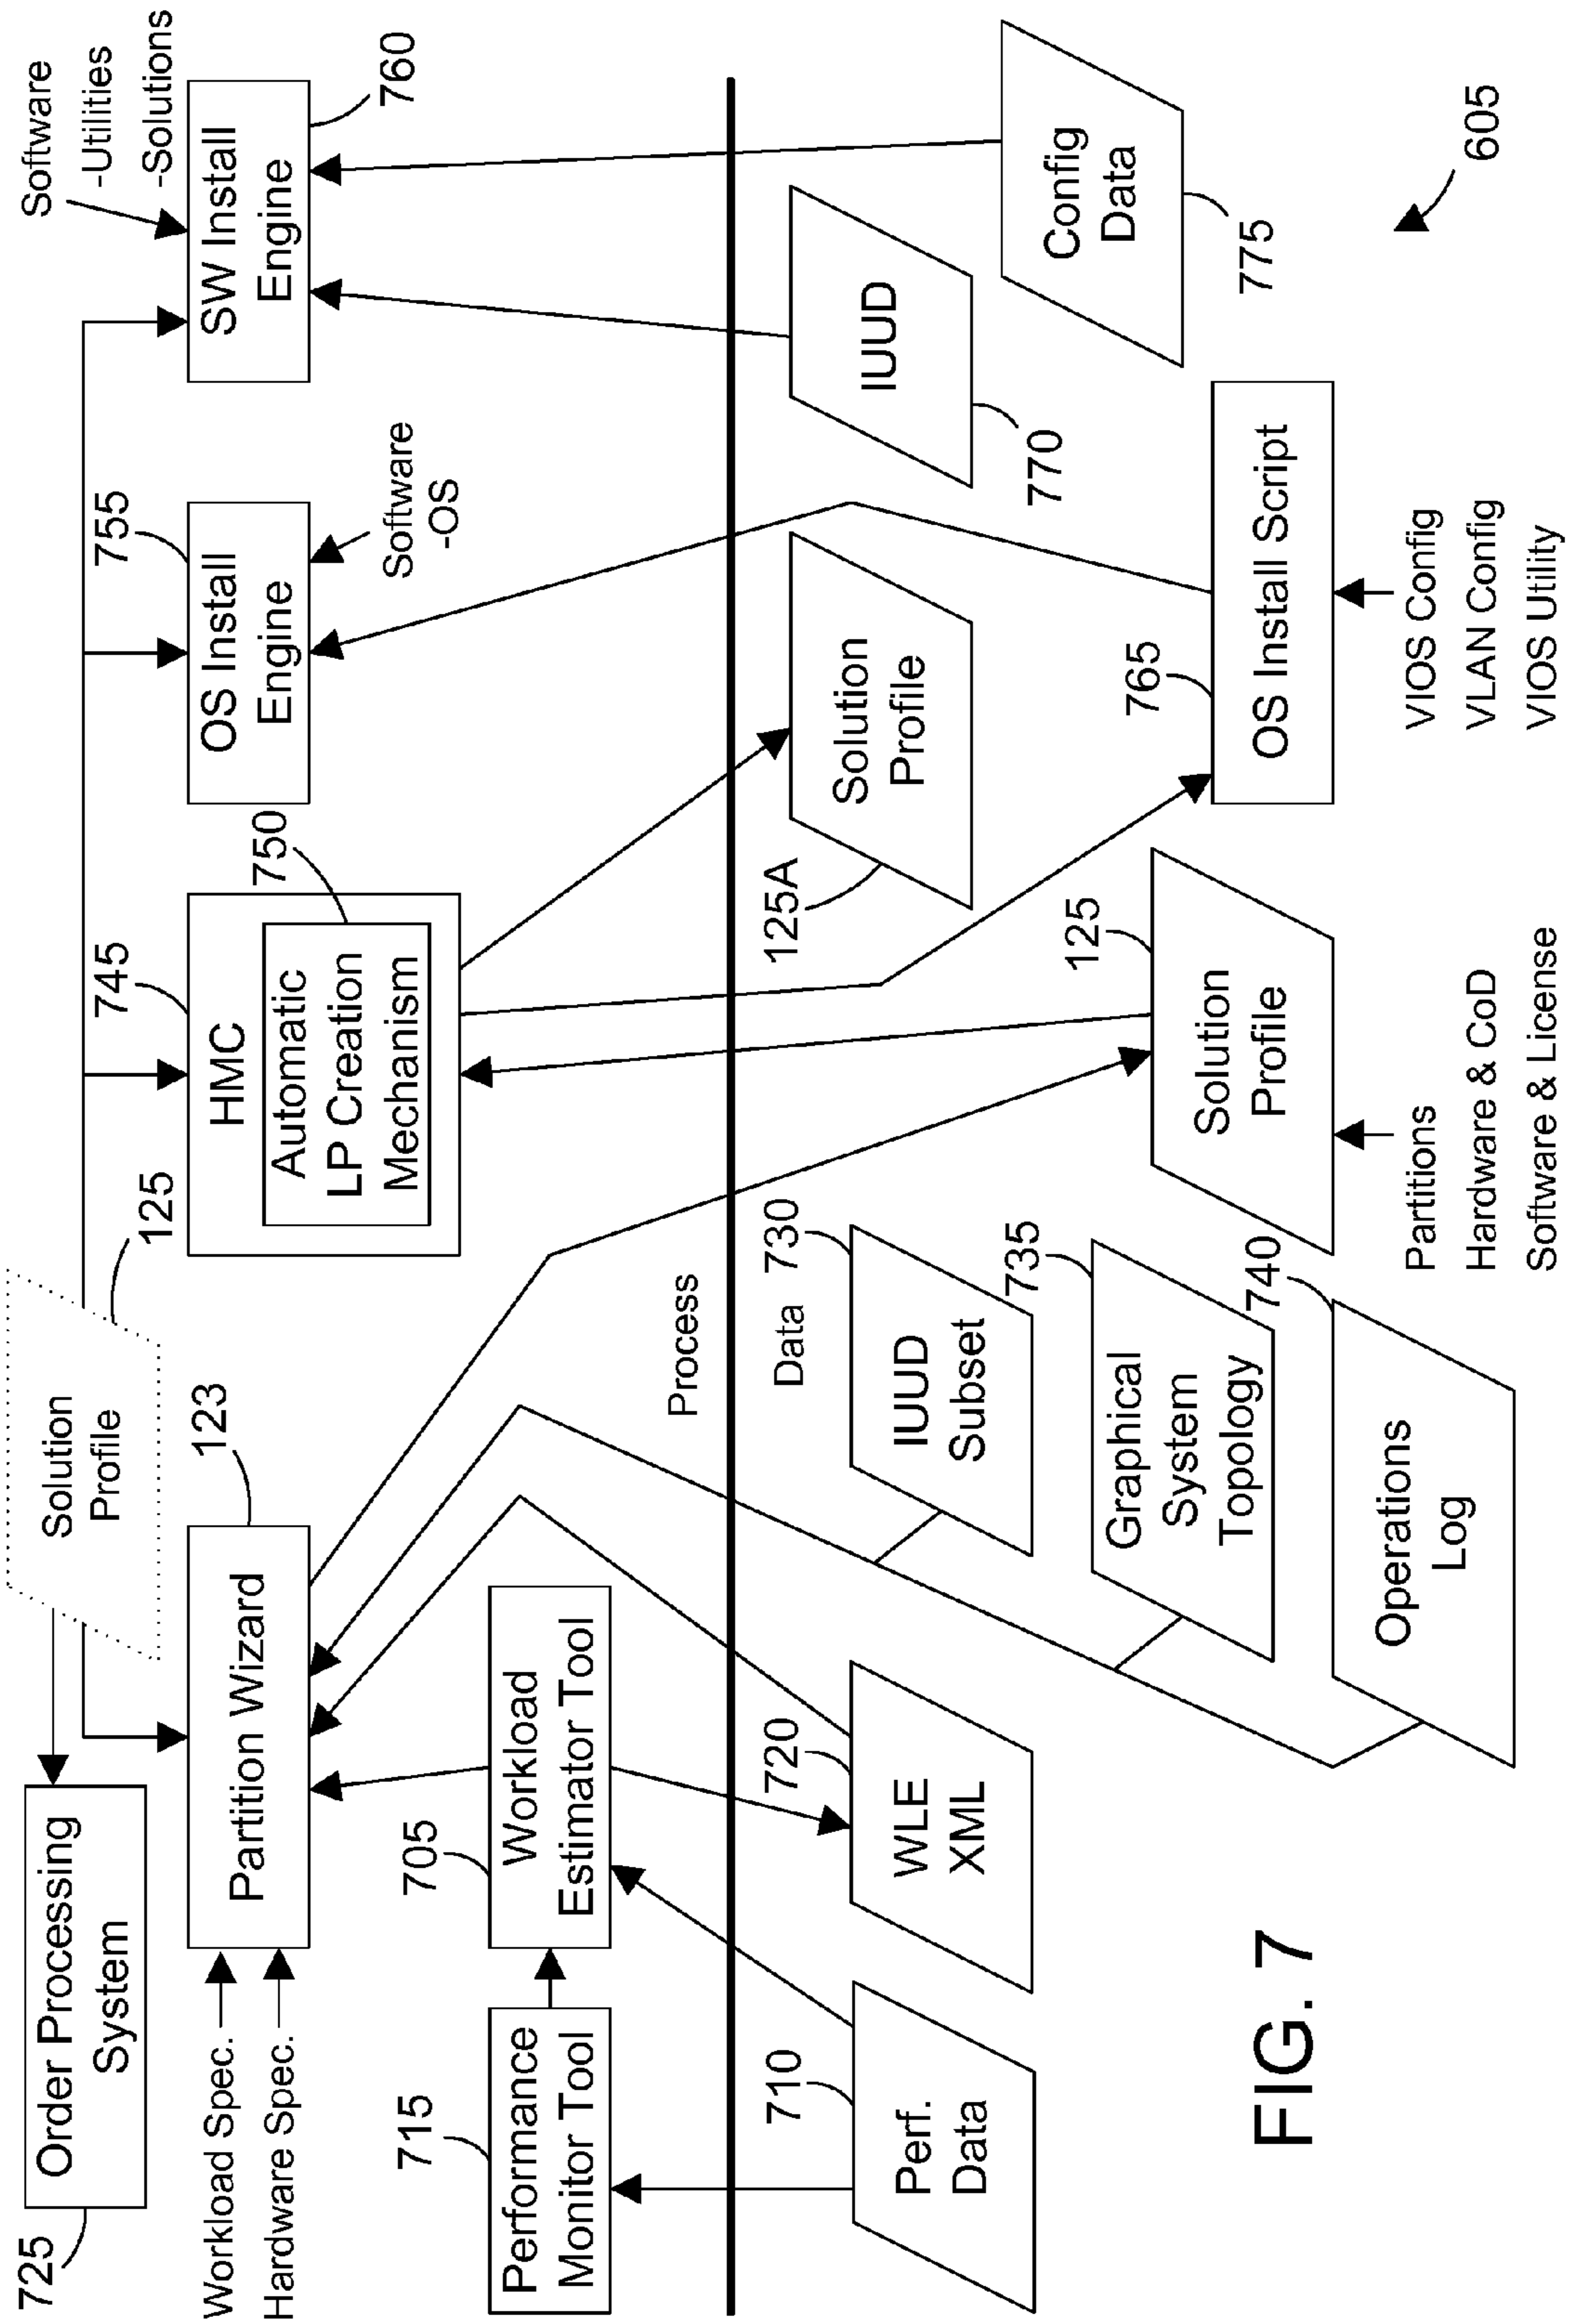 725
Order Processing
System
Solution
Profile
125
Software
-Utilities
-Solutions
Workload Spec.
Hardware Spec.
Partition Wizard
123
HMC
745
Automatic
LP Creation
Mechanism
750
OS Install
Engine
755
Software
-OS
SW Install
Engine
760
715
Performance
Monitor Tool
705
Workload
Estimator Tool
Process
Data
710
Perf.
Data
720
WLE
XML
730
IUUD
Subset
735
Graphical
System
Topology
740
Operations
Log
125A
Solution
Profile
125
Solution
Profile
Partitions
Hardware & CoD
Software & License
765
OS Install Script
VIOS Config
VLAN Config
VIOS Utility
IUUD
770
Config
Data
775
605
FIG. 7